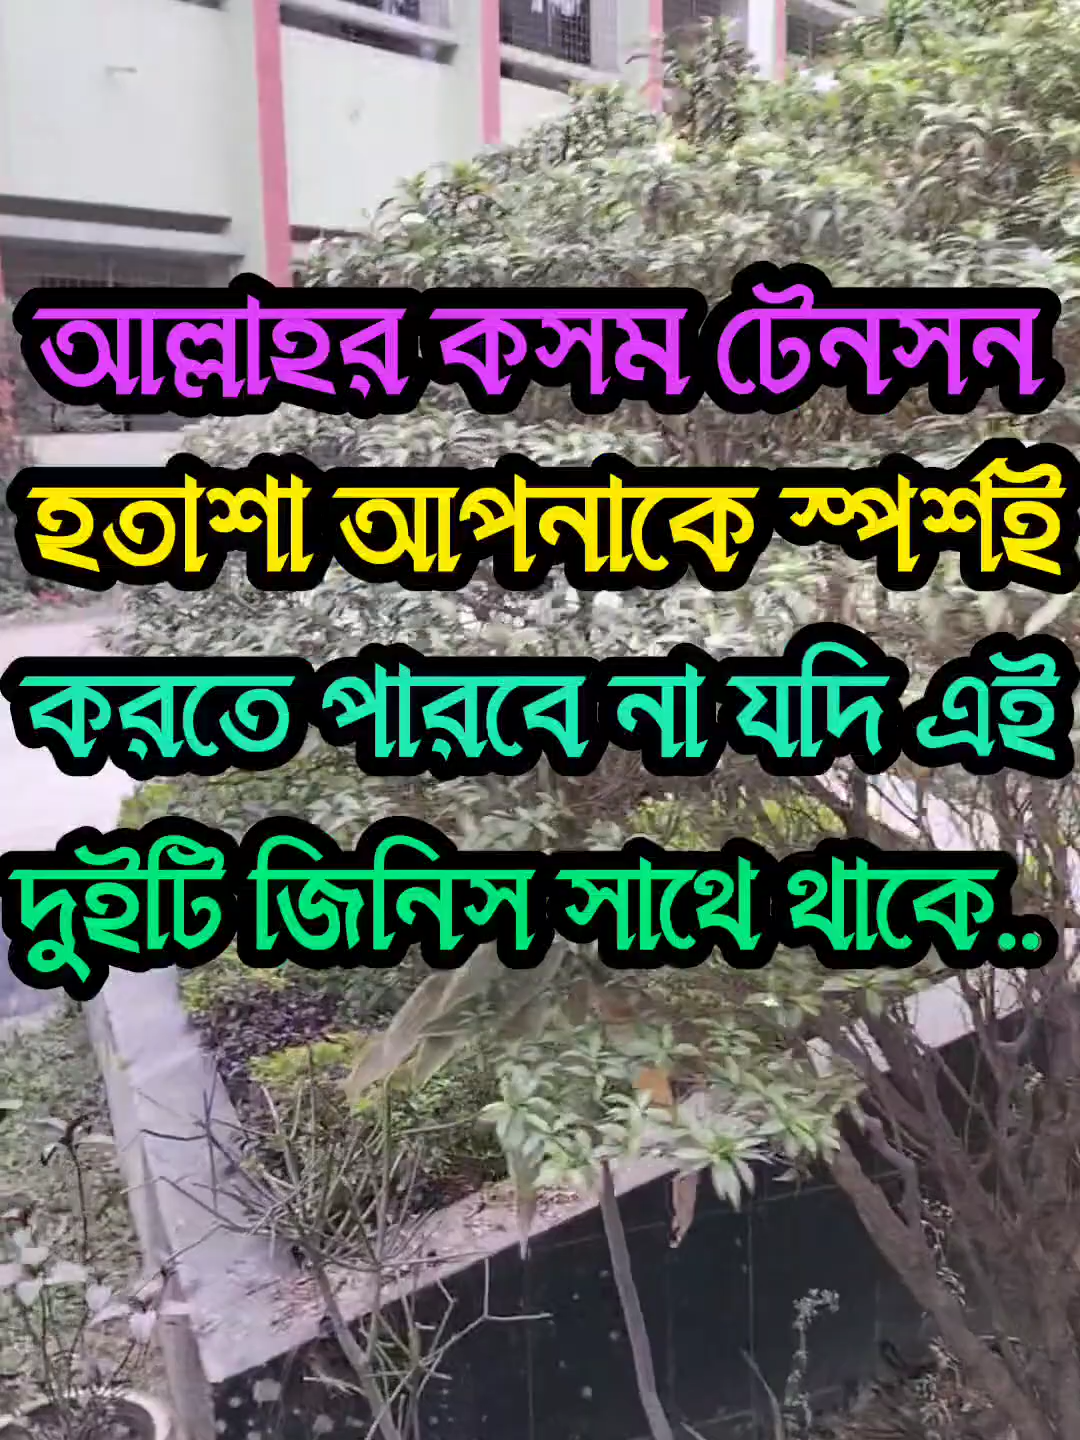 আল্লাহর কসম টেনসন
হতাশা আপনাকে স্পর্শই
করতে পারবে না যদি এই
দুইটি জিনিস সাথে থাকে..